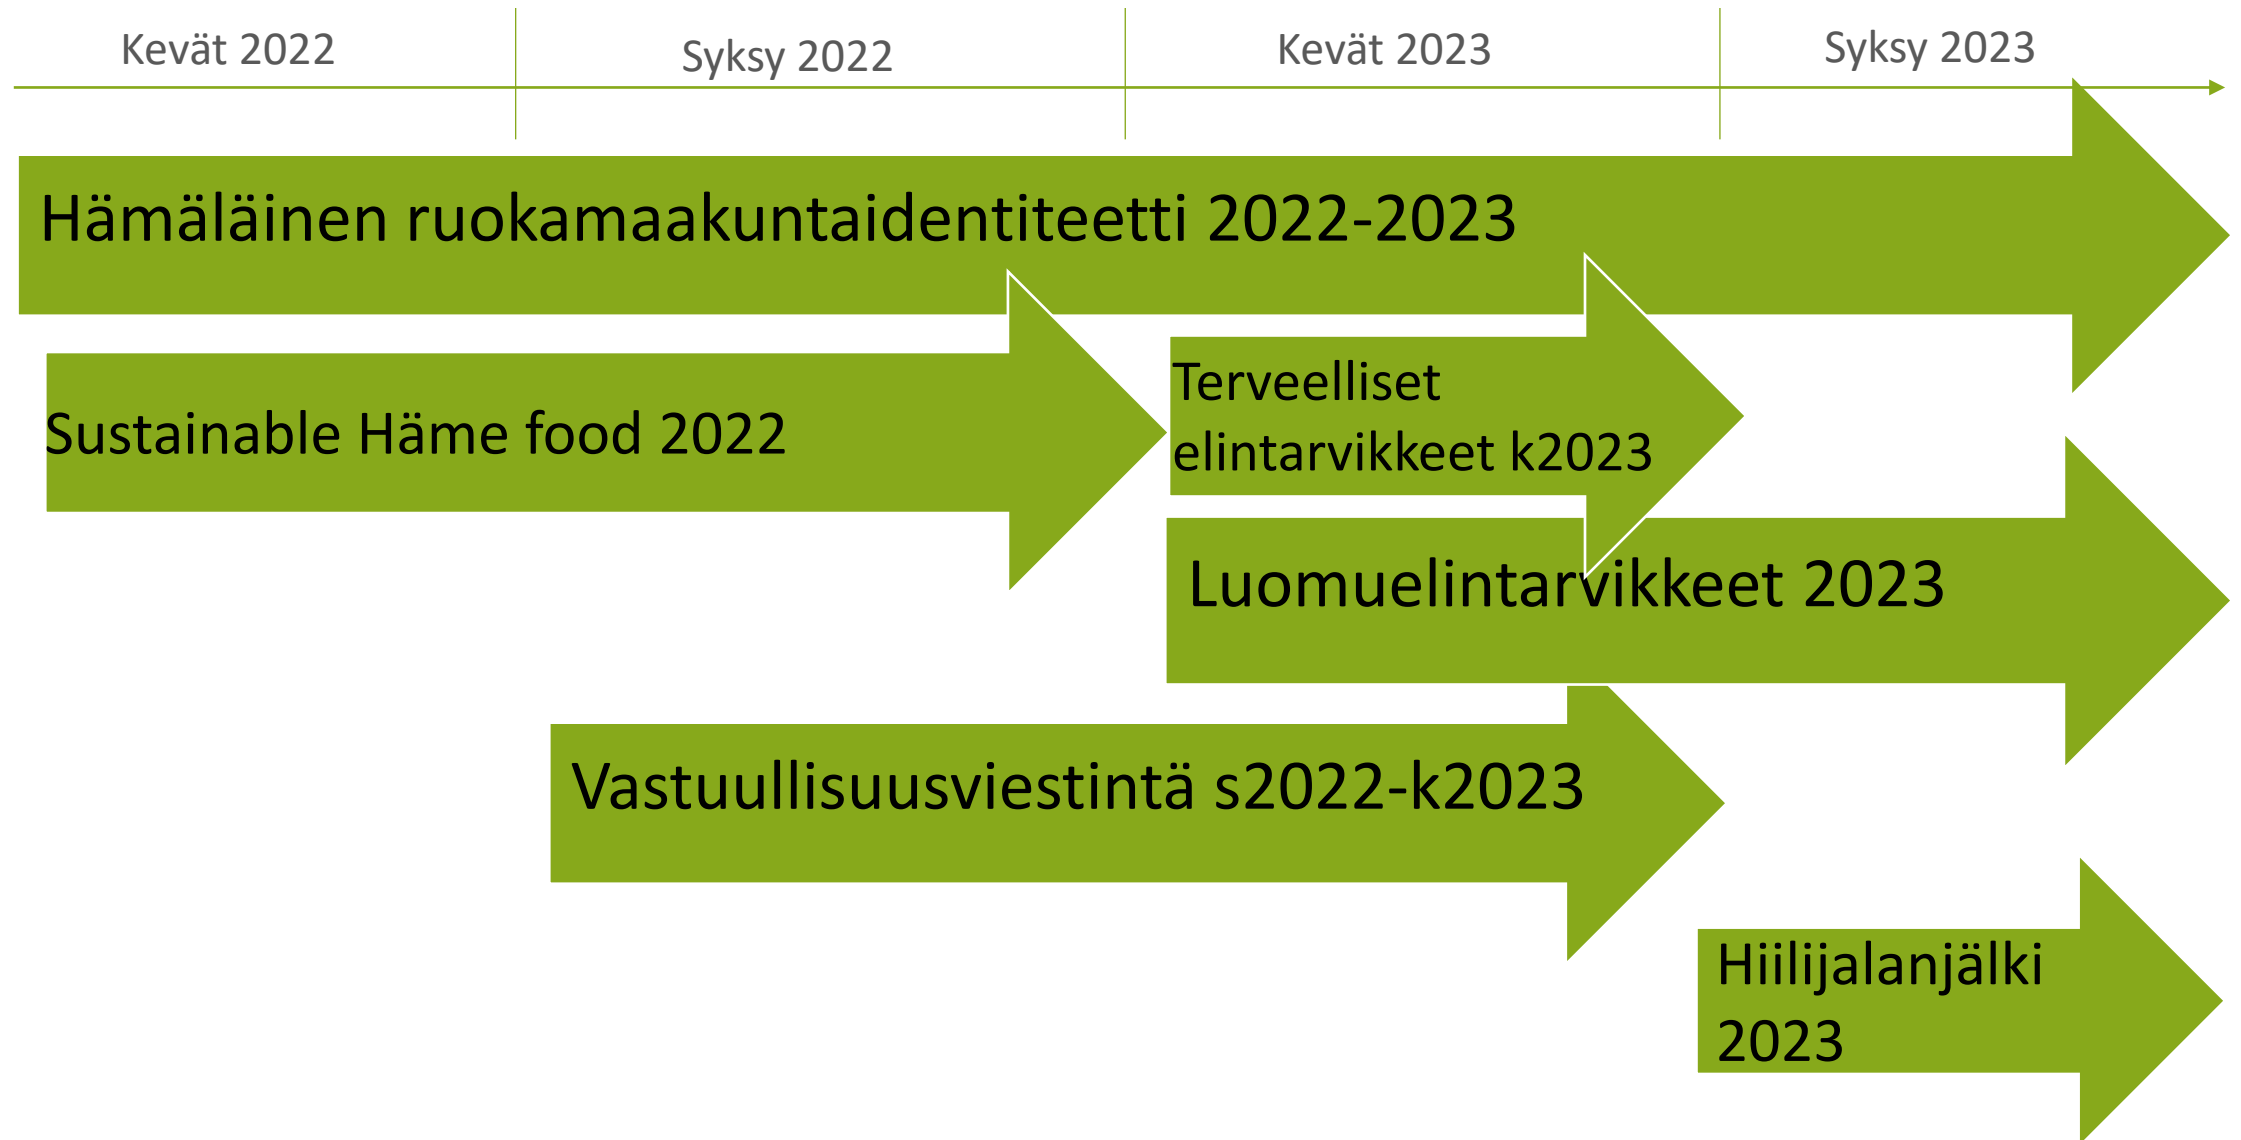 Kevät 2022
Syksy 2022
Kevät 2023
Syksy 2023
Hämäläinen ruokamaakuntaidentiteetti 2022-2023
Sustainable Häme food 2022
Terveelliset
elintarvikkeet k2023
Luomuelintarvikkeet 2023
Vastuullisuusviestintä s2022-k2023
Hiilijalanjälki
2023